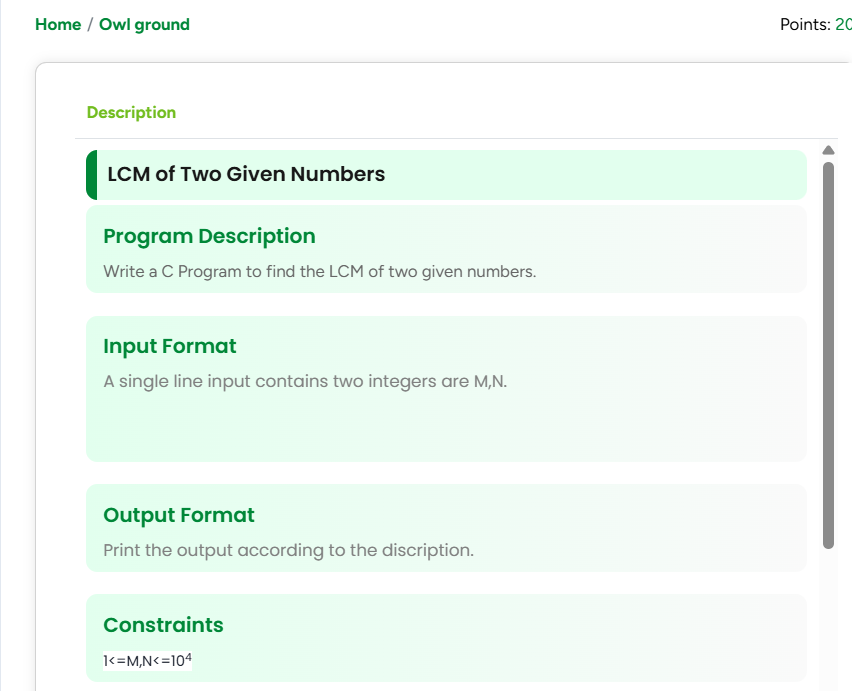 Home / Owl ground
Points: 20
Description
LCM of Two Given Numbers
Program Description
Write a C Program to find the LCM of two given numbers.
Input Format
A single line input contains two integers are M,N.
Output Format
Print the output according to the discription.
Constraints
1<=M,N<=10⁴